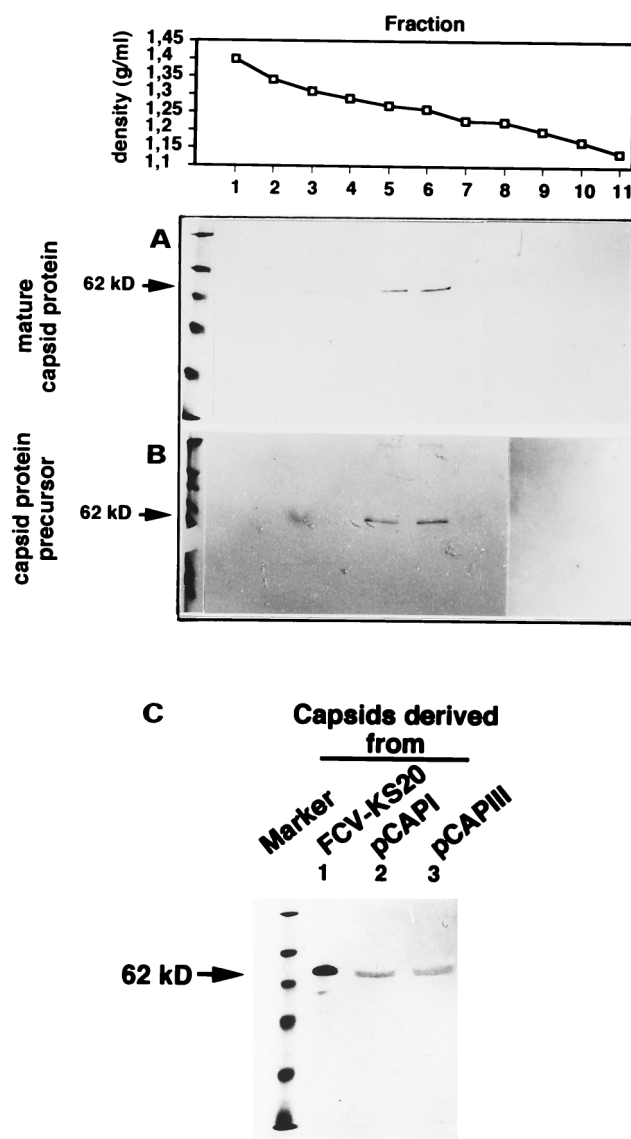 Fraction
density (g/ml)
1,45
1,4
1,35
1,3
1,25
1,2
1,15
1,1
1 2 3 4 5 6 7 8 9 10 11
A
62 kD
mature
capsid protein
B
62 kD
capsid protein
precursor
C
Capsids derived
from
Marker
FCV-KS20
pCAPI
pCAPIII
1 2 3
62 kD